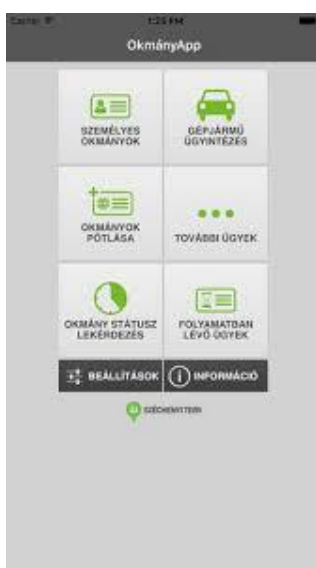 Carrier
1:25 PM
OkmányApp
SZEMÉLYES
OKMÁNYOK
GÉPJÁRMŰ
ÜGYINTÉZÉS
OKMÁNYOK
PÓTLÁSA
TOVÁBBI ÜGYEK
OKMÁNY STÁTUSZ
LEKÉRDEZÉS
FOLYAMATBAN
LÉVŐ ÜGYEK
BEÁLLÍTÁSOK
INFORMÁCIÓ